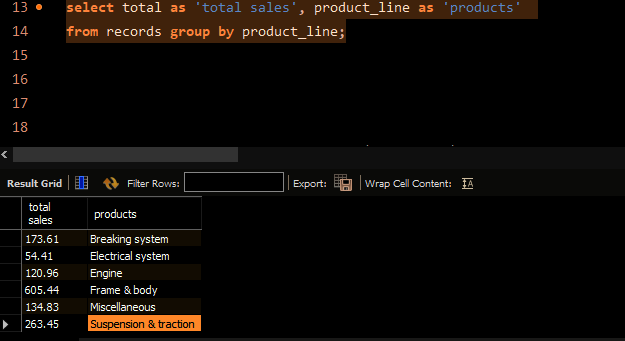 13 select total as 'total sales', product_line as 'products'
14 from records group by product_line;
15
16
17
18
Result Grid Filter Rows: Export: Wrap Cell Content:
total sales products
173.61 Breaking system
54.41 Electrical system
120.96 Engine
605.44 Frame & body
134.83 Miscellaneous
263.45 Suspension & traction